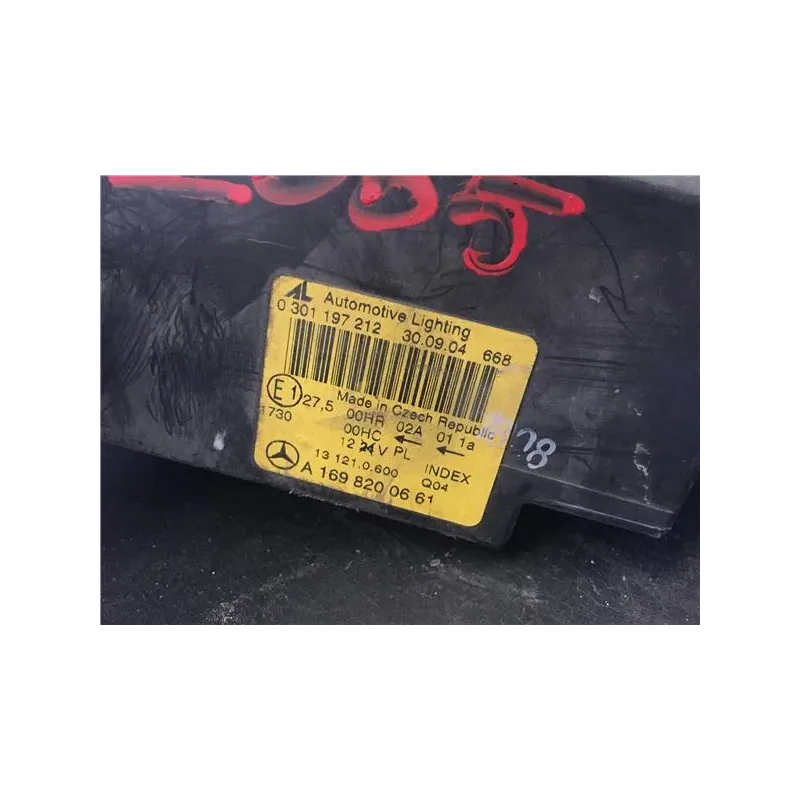 AL Automotive Lighting
0 301 197 212 30.09.04 668
Made in Czech Republic
E1 27,5 00HR 02A 01 1a
1730 00HC ← ←
12 24V PL
13 121.0.600 INDEX
A 169 820 06 61 Q04